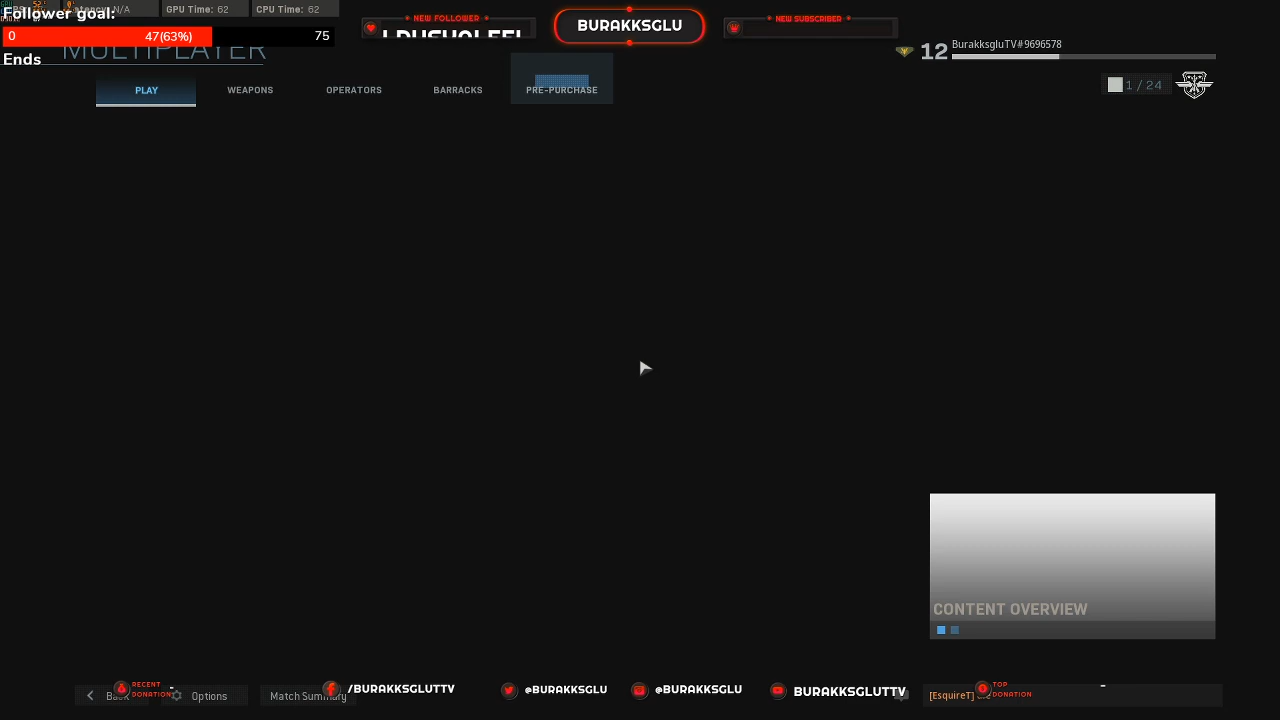 Follower goal:
N/A
GPU Time: 62
CPU Time: 62
0
47(63%)
75
Ends
MULTIPLAYER
NEW FOLLOWER
BURAKKSGLU
NEW SUBSCRIBER
12
BurakksgluTV#9696578
1 / 24
PLAY
WEAPONS
OPERATORS
BARRACKS
PRE-PURCHASE
CONTENT OVERVIEW
RECENT
DONATION
-
Options
Match Summary
/BURAKKSGLUTTV
@BURAKKSGLU
@BURAKKSGLU
BURAKKSGLUTTV
[EsquireT]
TOP
DONATION
-